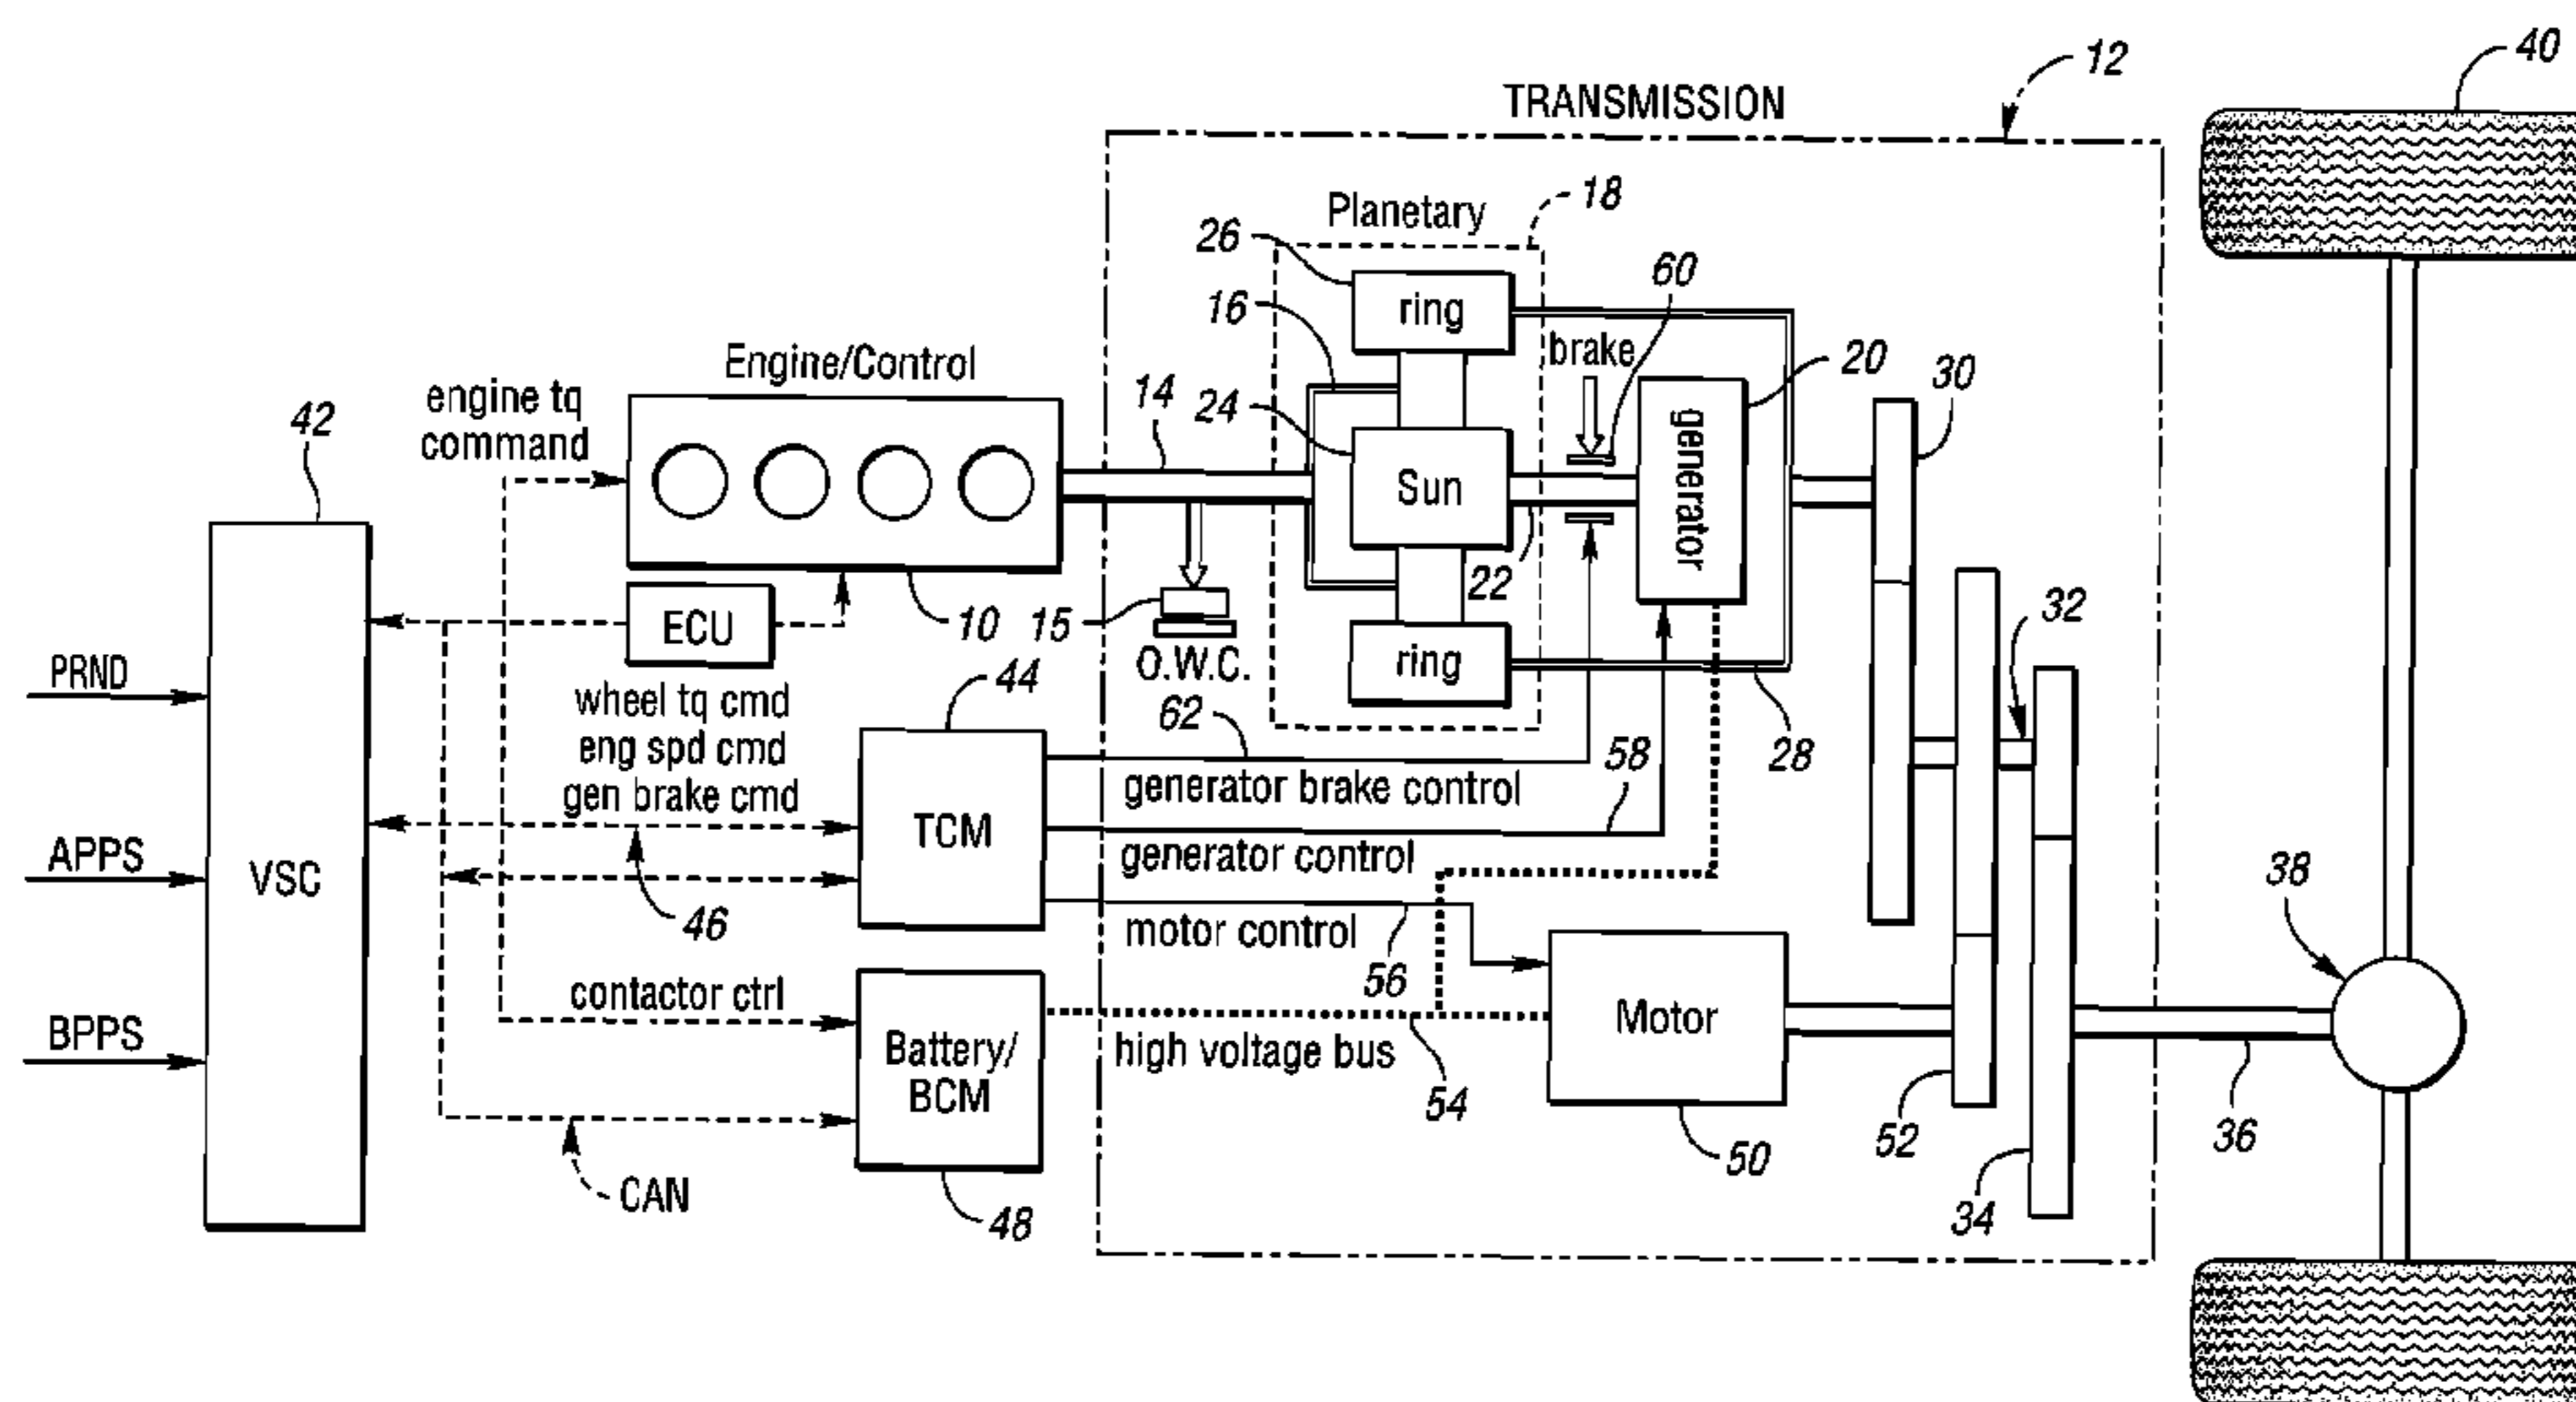 TRANSMISSION
12
40
Planetary
18
26
ring
60
16
brake
Engine/Control
14
24
20
30
engine tq
command
42
generator
Sun
22
32
ECU
10
15
O.W.C.
ring
PRND
44
wheel tq cmd
eng spd cmd
gen brake cmd
62
28
58
generator brake control
TCM
APPS
VSC
generator control
46
motor control
38
56
contactor ctrl
Motor
BPPS
Battery/
BCM
high voltage bus
54
52
36
50
CAN
48
34